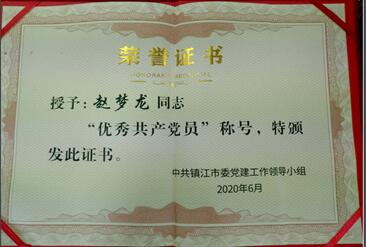 荣誉证书
HONORARY CREDENTIAL
授予：赵梦龙 同志
“优秀共产党员”称号，特颁
发此证书。
中共镇江市委党建工作领导小组
2020年6月